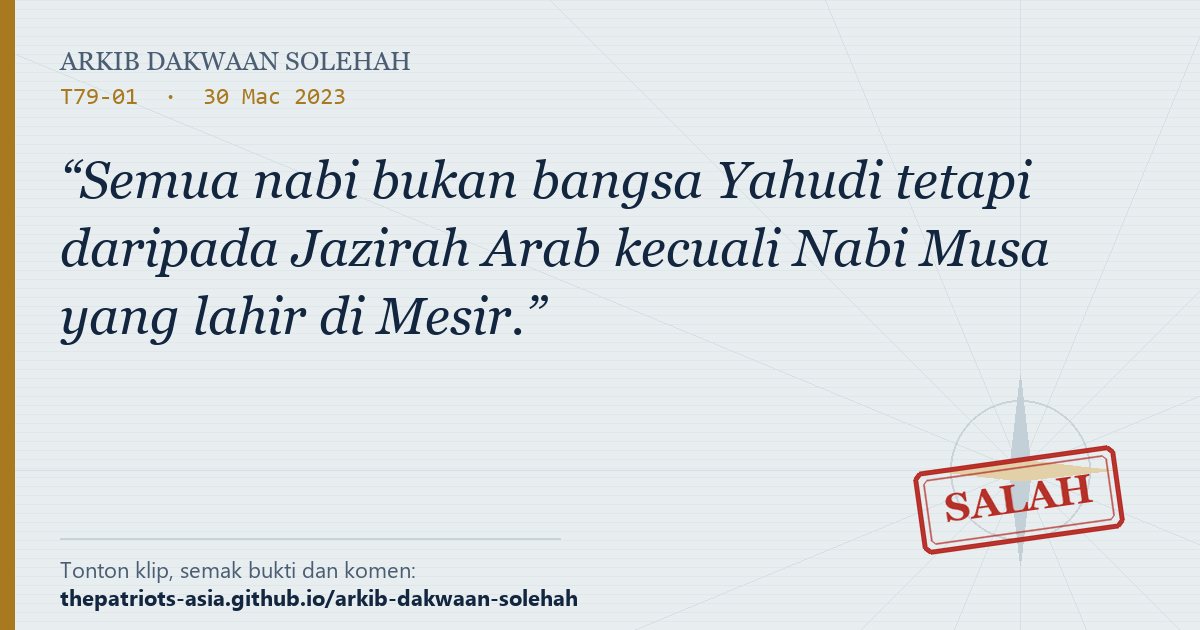 ARKIB DAKWAAN SOLEHAH
T79-01 · 30 Mac 2023
“Semua nabi bukan bangsa Yahudi tetapi
daripada Jazirah Arab kecuali Nabi Musa
yang lahir di Mesir.”
SALAH
Tonton klip, semak bukti dan komen:
thepatriots-asia.github.io/arkib-dakwaan-solehah